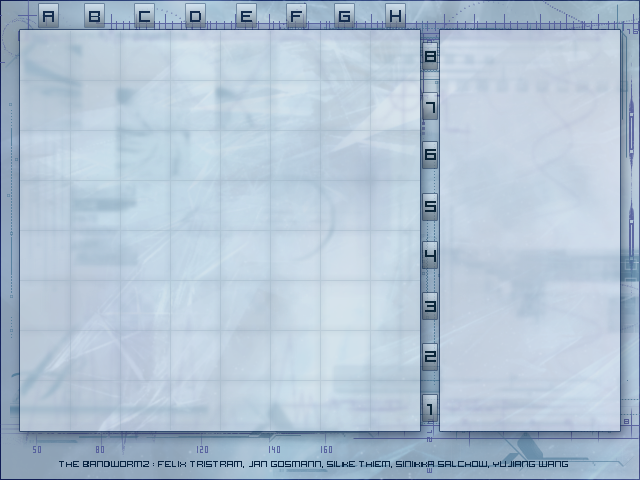 A B C D E F G H
8
7
6
5
4
3
2
1
50 80 120 140 160
THE BANDWORMZ : FELIX TRISTRAM, JAN GOSMANN, SILKE THIEM, SINIKKA SALCHOW, YUJIANG WANG